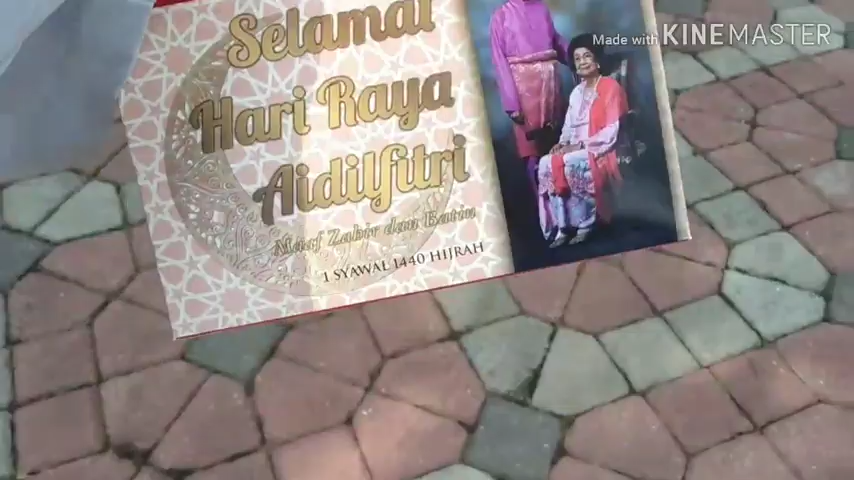 Made with KINEMASTER
Selamat
Hari Raya
Aidilfitri
Maaf Zahir dan Batin
1 SYAWAL 1440 HIJRAH